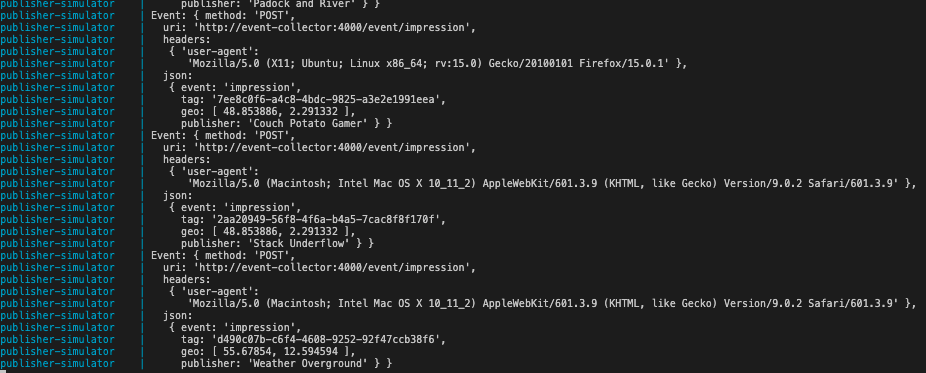 publisher-simulator | publisher: 'Padock and River' } }
publisher-simulator | Event: { method: 'POST',
publisher-simulator | uri: 'http://event-collector:4000/event/impression',
publisher-simulator | headers:
publisher-simulator | { 'user-agent':
publisher-simulator | 'Mozilla/5.0 (X11; Ubuntu; Linux x86_64; rv:15.0) Gecko/20100101 Firefox/15.0.1' },
publisher-simulator | json:
publisher-simulator | { event: 'impression',
publisher-simulator | tag: '7ee8c0f6-a4c8-4bdc-9825-a3e2e1991eea',
publisher-simulator | geo: [ 48.853886, 2.291332 ],
publisher-simulator | publisher: 'Couch Potato Gamer' } }
publisher-simulator | Event: { method: 'POST',
publisher-simulator | uri: 'http://event-collector:4000/event/impression',
publisher-simulator | headers:
publisher-simulator | { 'user-agent':
publisher-simulator | 'Mozilla/5.0 (Macintosh; Intel Mac OS X 10_11_2) AppleWebKit/601.3.9 (KHTML, like Gecko) Version/9.0.2 Safari/601.3.9' },
publisher-simulator | json:
publisher-simulator | { event: 'impression',
publisher-simulator | tag: '2aa20949-56f8-4f6a-b4a5-7cac8f8f170f',
publisher-simulator | geo: [ 48.853886, 2.291332 ],
publisher-simulator | publisher: 'Stack Underflow' } }
publisher-simulator | Event: { method: 'POST',
publisher-simulator | uri: 'http://event-collector:4000/event/impression',
publisher-simulator | headers:
publisher-simulator | { 'user-agent':
publisher-simulator | 'Mozilla/5.0 (Macintosh; Intel Mac OS X 10_11_2) AppleWebKit/601.3.9 (KHTML, like Gecko) Version/9.0.2 Safari/601.3.9' },
publisher-simulator | json:
publisher-simulator | { event: 'impression',
publisher-simulator | tag: 'd490c07b-c6f4-4608-9252-92f47ccb38f6',
publisher-simulator | geo: [ 55.67854, 12.594594 ],
publisher-simulator | publisher: 'Weather Overground' } }